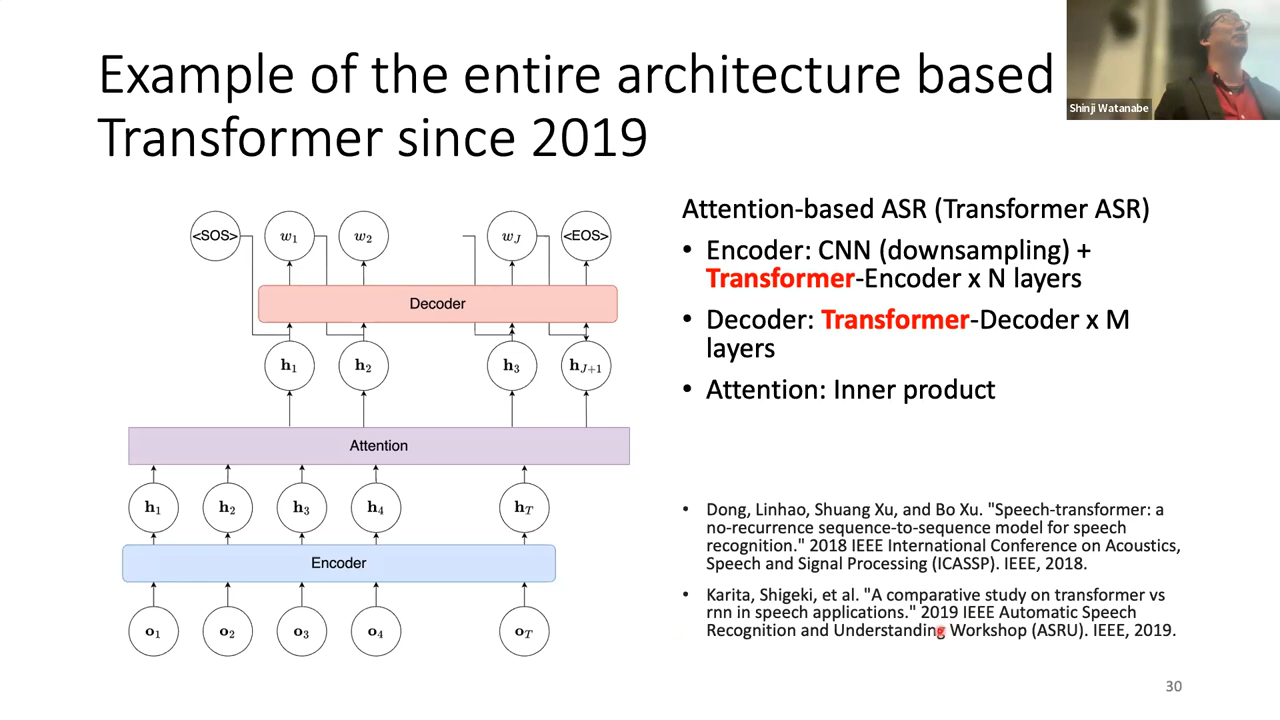 Example of the entire architecture based
Transformer since 2019
Shinji Watanabe
<SOS> w1 w2 wJ <EOS>
Decoder
h1 h2 h3 hJ+1
Attention
h1 h2 h3 h4 hT
Encoder
o1 o2 o3 o4 oT
Attention-based ASR (Transformer ASR)
• Encoder: CNN (downsampling) +
Transformer-Encoder x N layers
• Decoder: Transformer-Decoder x M
layers
• Attention: Inner product
• Dong, Linhao, Shuang Xu, and Bo Xu. "Speech-transformer: a
no-recurrence sequence-to-sequence model for speech
recognition." 2018 IEEE International Conference on Acoustics,
Speech and Signal Processing (ICASSP). IEEE, 2018.
• Karita, Shigeki, et al. "A comparative study on transformer vs
rnn in speech applications." 2019 IEEE Automatic Speech
Recognition and Understanding Workshop (ASRU). IEEE, 2019.
30